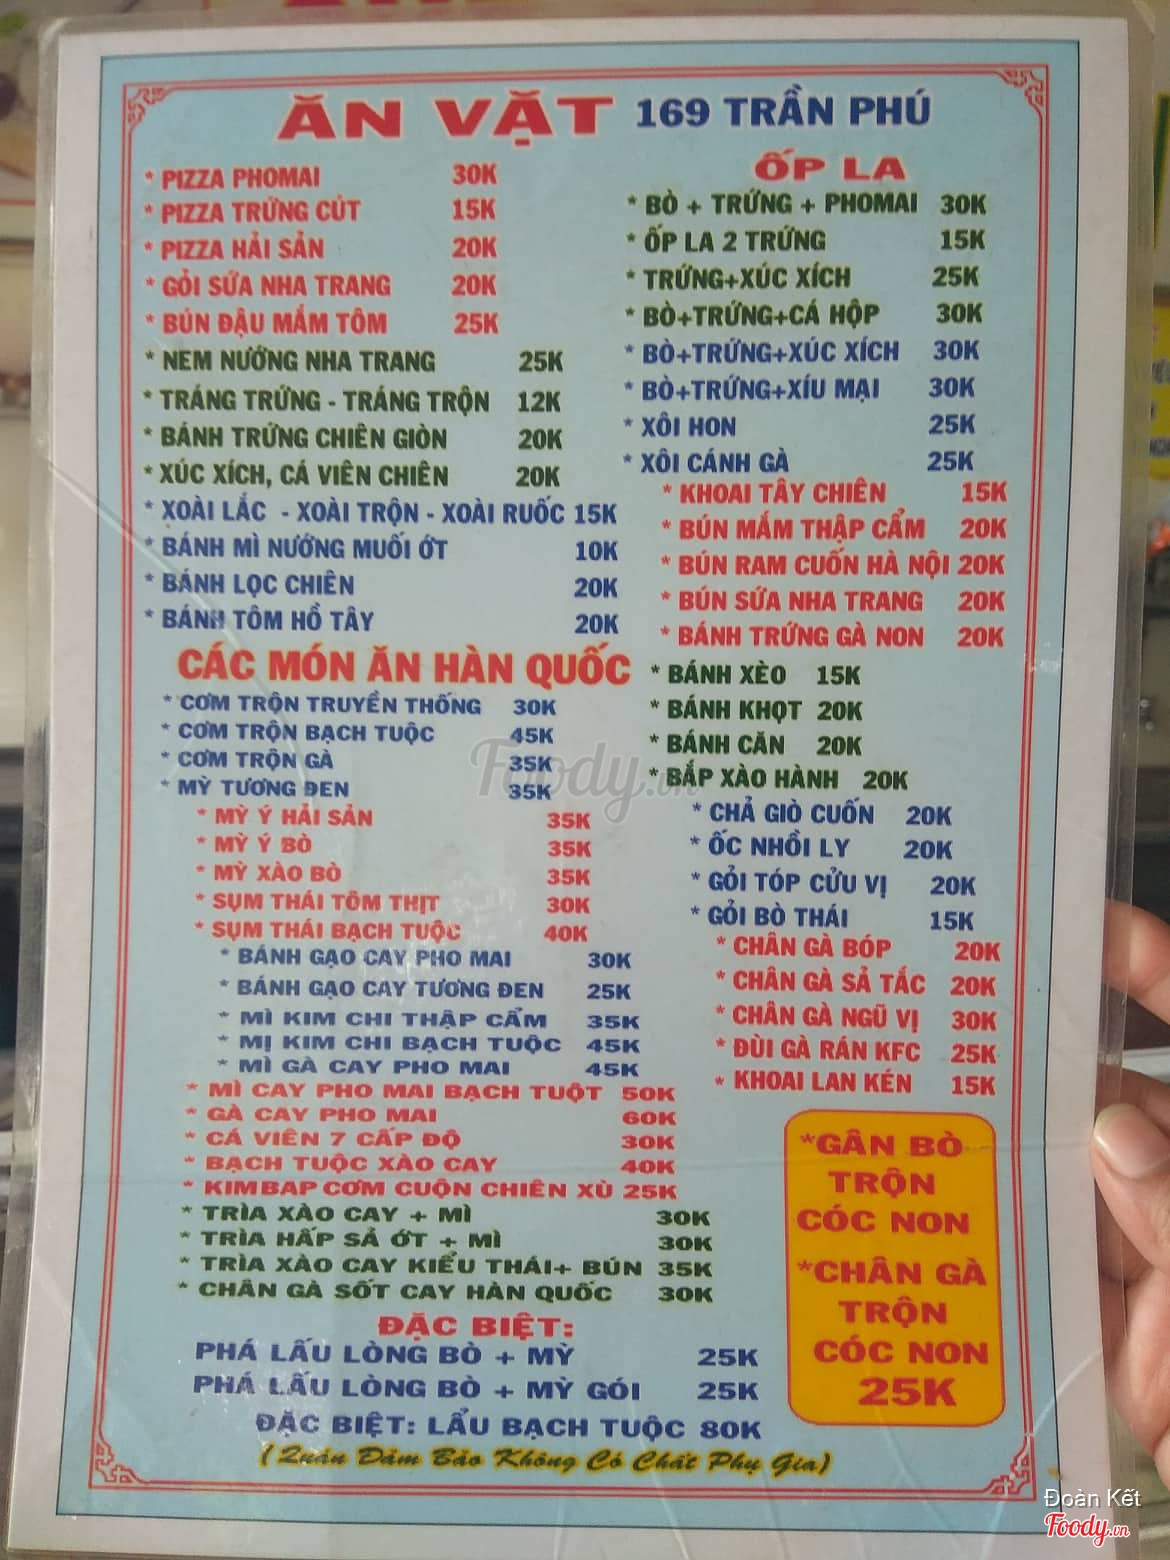 ĂN VẶT 169 TRẦN PHÚ
* PIZZA PHOMAI 30K
* PIZZA TRỨNG CÚT 15K
* PIZZA HẢI SẢN 20K
* GỎI SỨA NHA TRANG 20K
* BÚN ĐẬU MẮM TÔM 25K
* NEM NƯỚNG NHA TRANG 25K
* TRÁNG TRỨNG - TRÁNG TRỘN 12K
* BÁNH TRỨNG CHIÊN GIÒN 20K
* XÚC XÍCH, CÁ VIÊN CHIÊN 20K
* XOÀI LẮC - XOÀI TRỘN - XOÀI RUỐC 15K
* BÁNH MÌ NƯỚNG MUỐI ỚT 10K
* BÁNH LỌC CHIÊN 20K
* BÁNH TÔM HỒ TÂY 20K
CÁC MÓN ĂN HÀN QUỐC
* CƠM TRỘN TRUYỀN THỐNG 30K
* CƠM TRỘN BẠCH TUỘC 45K
* CƠM TRỘN GÀ 35K
* MỲ TƯƠNG ĐEN 35K
* MỲ Ý HẢI SẢN 35K
* MỲ Ý BÒ 35K
* MỲ XÀO BÒ 35K
* SỤM THÁI TÔM THỊT 30K
* SỤM THÁI BẠCH TUỘC 40K
* BÁNH GẠO CAY PHO MAI 30K
* BÁNH GẠO CAY TƯƠNG ĐEN 25K
* MÌ KIM CHI THẬP CẨM 35K
* MỊ KIM CHI BẠCH TUỘC 45K
* MÌ GÀ CAY PHO MAI 45K
* MÌ CAY PHO MAI BẠCH TUỘT 50K
* GÀ CAY PHO MAI 60K
* CÁ VIÊN 7 CẤP ĐỘ 30K
* BẠCH TUỘC XÀO CAY 40K
* KIMBAP CƠM CUỘN CHIÊN XÙ 25K
* TRÌA XÀO CAY + MÌ 30K
* TRÌA HẤP SẢ ỚT + MÌ 30K
* TRÌA XÀO CAY KIỂU THÁI+ BÚN 35K
* CHÂN GÀ SỐT CAY HÀN QUỐC 30K
ĐẶC BIỆT:
PHÁ LẤU LÒNG BÒ + MỲ 25K
PHÁ LẤU LÒNG BÒ + MỲ GÓI 25K
ĐẶC BIỆT: LẨU BẠCH TUỘC 80K
(Quán Đảm Bảo Không Có Chất Phụ Gia)
ỐP LA
* BÒ + TRỨNG + PHOMAI 30K
* ỐP LA 2 TRỨNG 15K
* TRỨNG+XÚC XÍCH 25K
* BÒ+TRỨNG+CÁ HỘP 30K
* BÒ+TRỨNG+XÚC XÍCH 30K
* BÒ+TRỨNG+XÍU MẠI 30K
* XÔI HON 25K
* XÔI CÁNH GÀ 25K
* KHOAI TÂY CHIÊN 15K
* BÚN MẮM THẬP CẨM 20K
* BÚN RAM CUỐN HÀ NỘI 20K
* BÚN SỨA NHA TRANG 20K
* BÁNH TRỨNG GÀ NON 20K
* BÁNH XÈO 15K
* BÁNH KHỌT 20K
* BÁNH CĂN 20K
* BẮP XÀO HÀNH 20K
* CHẢ GIÒ CUỐN 20K
* ỐC NHỒI LY 20K
* GỎI TÓP CỬU VỊ 20K
* GỎI BÒ THÁI 15K
* CHÂN GÀ BÓP 20K
* CHÂN GÀ SẢ TẮC 20K
* CHÂN GÀ NGŨ VỊ 30K
* ĐÙI GÀ RÁN KFC 25K
* KHOAI LAN KÉN 15K
*GÂN BÒ
TRỘN
CÓC NON
*CHÂN GÀ
TRỘN
CÓC NON
25K
Foody.vn
Đoàn Kết
Foody.vn